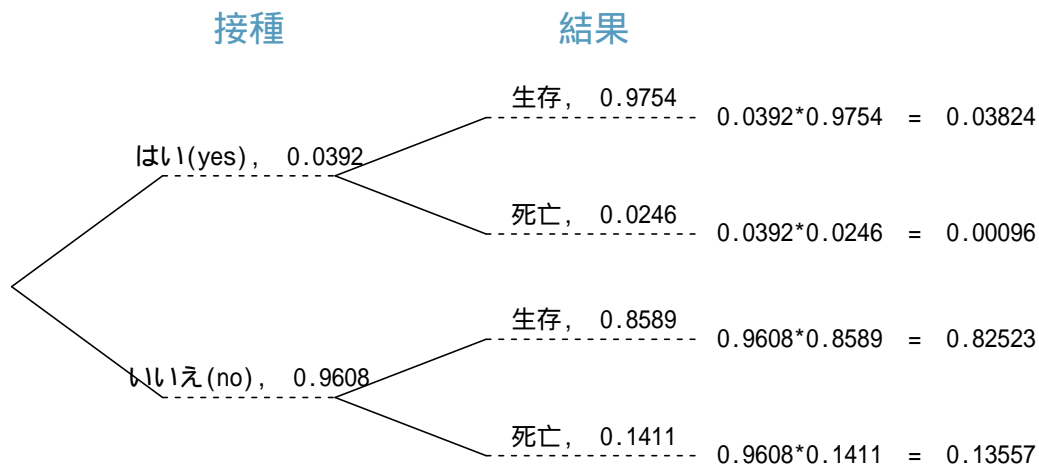 接種 結果
生存, 0.9754 0.0392*0.9754 = 0.03824
はい(yes), 0.0392
死亡, 0.0246 0.0392*0.0246 = 0.00096
生存, 0.8589 0.9608*0.8589 = 0.82523
いいえ(no), 0.9608
死亡, 0.1411 0.9608*0.1411 = 0.13557